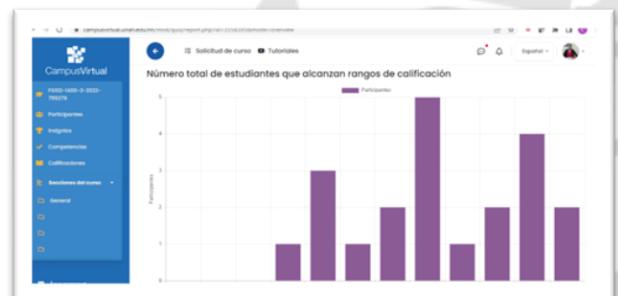 CampusVirtual
Solicitud de curso
Tutoriales
Español
Participantes
Insignias
Competencias
Calificaciones
Secciones del curso
General
Número total de estudiantes que alcanzan rangos de calificación
Participantes
5
4
3
2
1
0
Participantes